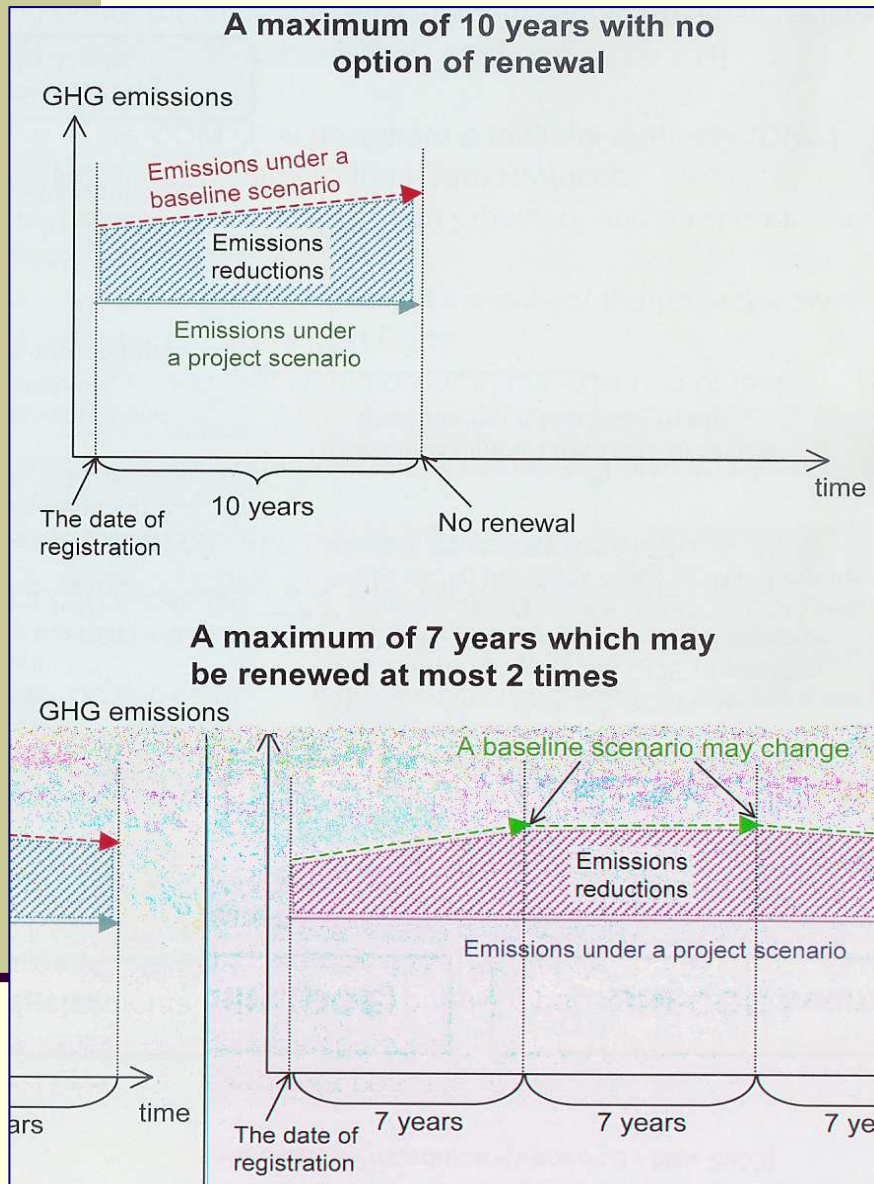 A maximum of 10 years with no
option of renewal
GHG emissions
Emissions under a
baseline scenario
Emissions
reductions
Emissions under
a project scenario
10 years
time
The date of
registration
No renewal
A maximum of 7 years which may
be renewed at most 2 times
GHG emissions
A baseline scenario may change
Emissions
reductions
Emissions under a project scenario
ars
time
7 years
7 years
7 ye
The date of
registration